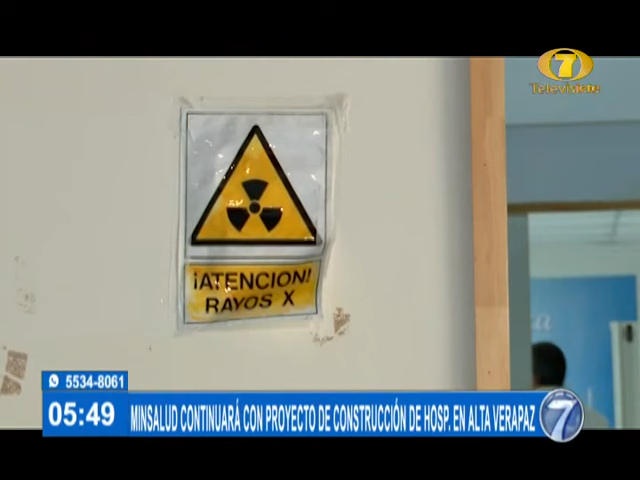 7
Televisiete
¡ATENCION!
RAYOS X
5534-8061
05:49
MINSALUD CONTINUARÁ CON PROYECTO DE CONSTRUCCIÓN DE HOSP. EN ALTA VERAPAZ
7